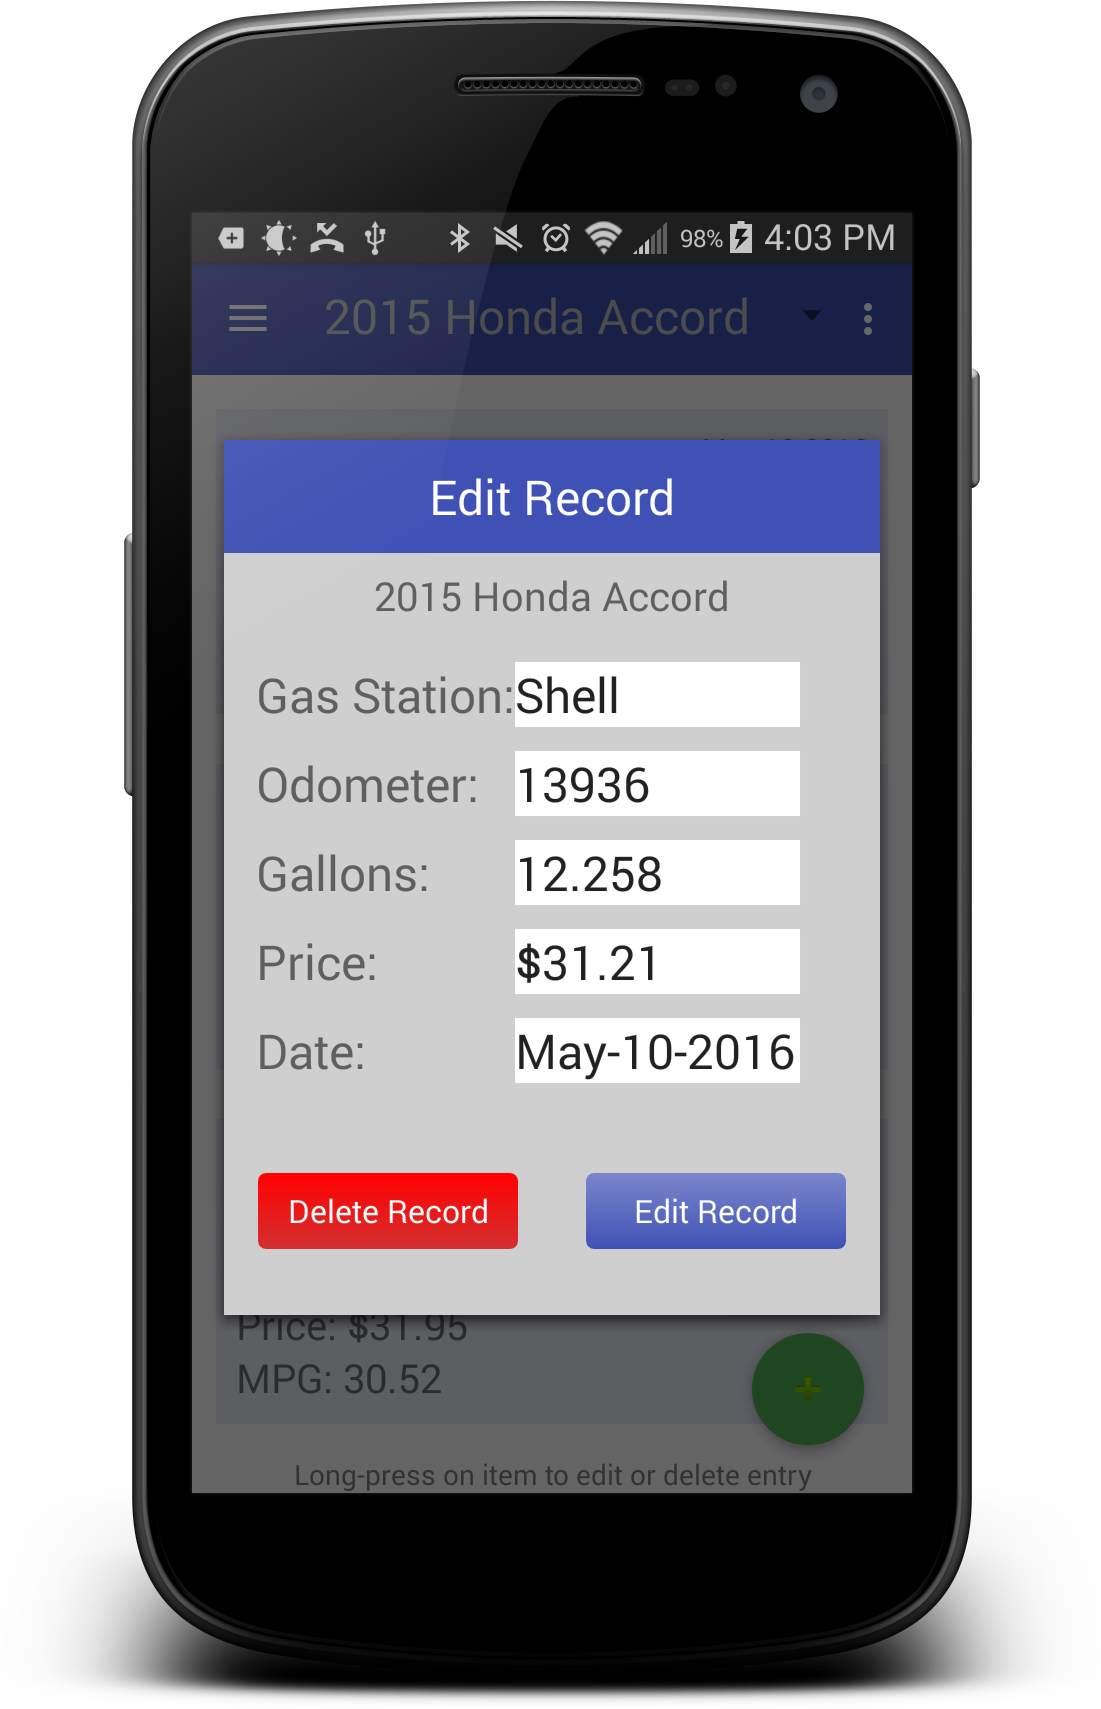 98% 4:03 PM
2015 Honda Accord
Edit Record
2015 Honda Accord
Gas Station: Shell
Odometer: 13936
Gallons: 12.258
Price: $31.21
Date: May-10-2016
Delete Record Edit Record
Price: $31.95
MPG: 30.52
+
Long-press on item to edit or delete entry